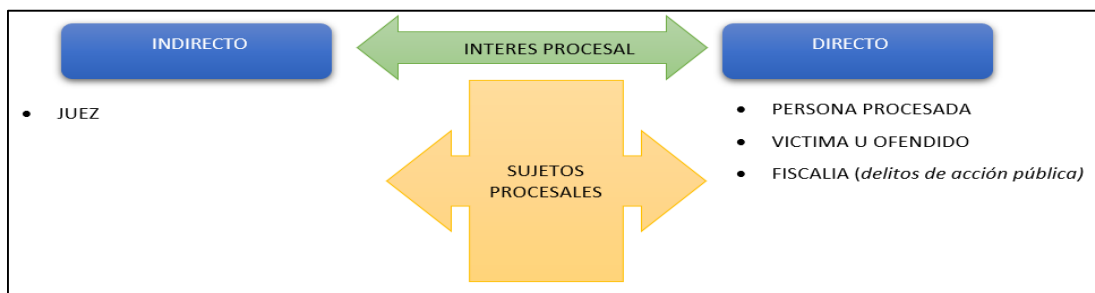 INDIRECTO
INTERES PROCESAL
DIRECTO
• JUEZ
• PERSONA PROCESADA
• VICTIMA U OFENDIDO
• FISCALIA (delitos de acción pública)
SUJETOS
PROCESALES